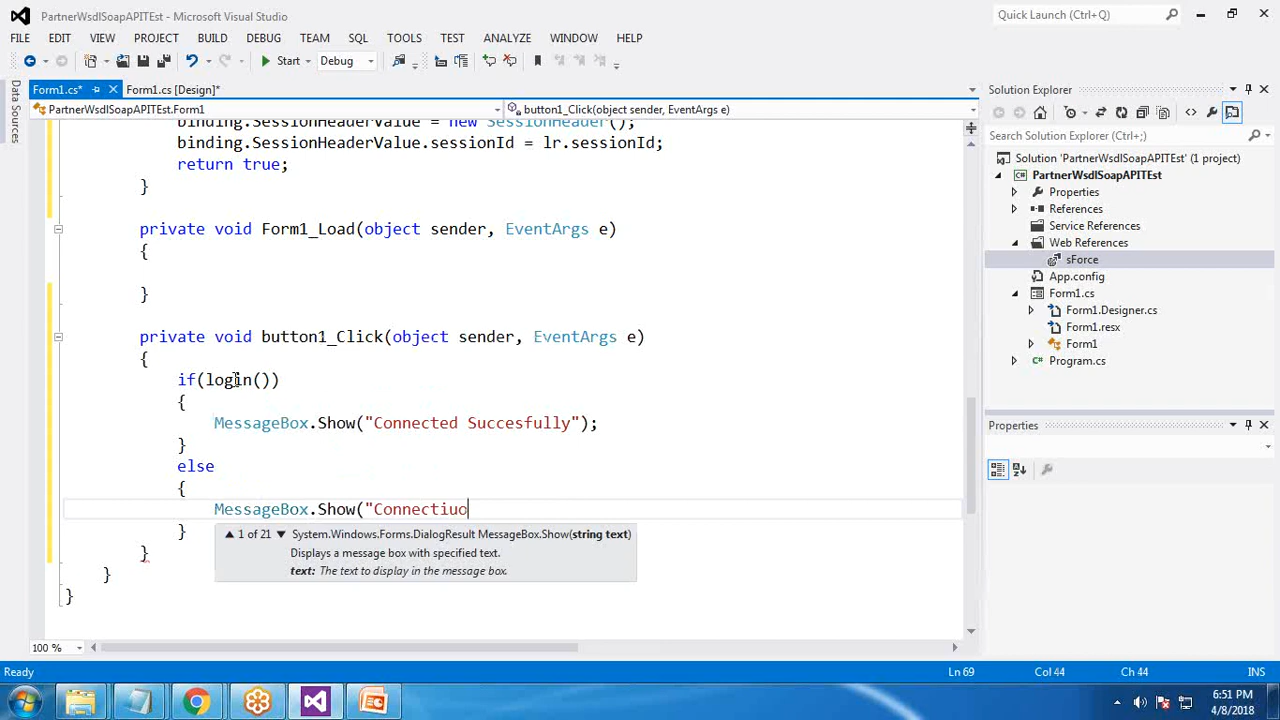 PartnerWsdlSoapAPITEst - Microsoft Visual Studio
Quick Launch (Ctrl+Q)
FILE EDIT VIEW PROJECT BUILD DEBUG TEAM SQL TOOLS TEST ANALYZE WINDOW HELP
Start Debug
Data Sources
Form1.cs* Form1.cs [Design]*
PartnerWsdlSoapAPITEst.Form1 button1_Click(object sender, EventArgs e)
binding.SessionHeaderValue = new SessionHeader();
binding.SessionHeaderValue.sessionId = lr.sessionId;
return true;
}
private void Form1_Load(object sender, EventArgs e)
{
}
private void button1_Click(object sender, EventArgs e)
{
if(login())
{
MessageBox.Show("Connected Succesfully");
}
else
{
MessageBox.Show("Connectiuo
}
1 of 21 System.Windows.Forms.DialogResult MessageBox.Show(string text)
Displays a message box with specified text.
text: The text to display in the message box.
}
}
}
100 %
Solution Explorer
Search Solution Explorer (Ctrl+;)
Solution 'PartnerWsdlSoapAPITEst' (1 project)
PartnerWsdlSoapAPITEst
Properties
References
Service References
Web References
sForce
App.config
Form1.cs
Form1.Designer.cs
Form1.resx
Form1
Program.cs
Properties
Ready Ln 69 Col 44 Ch 44 INS
6:51 PM
4/8/2018